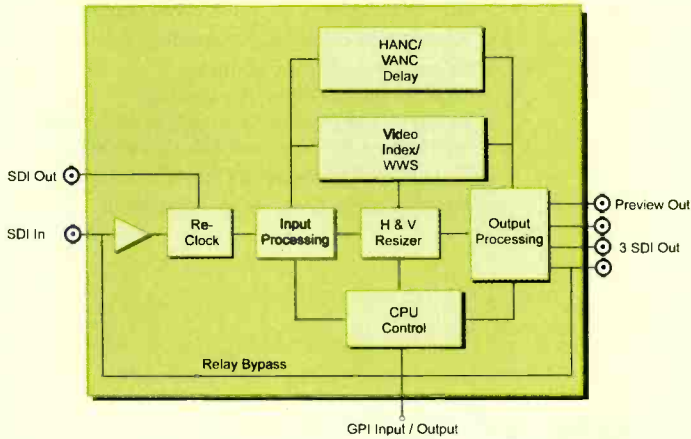 HANC/
VANC
Delay
Video
Index/
WWS
SDI Out
Preview Out
SDI In
Re-
Clock
Input
Processing
H & V
Resizer
Output
Processing
3 SDI Out
CPU
Control
Relay Bypass
GPI Input / Output